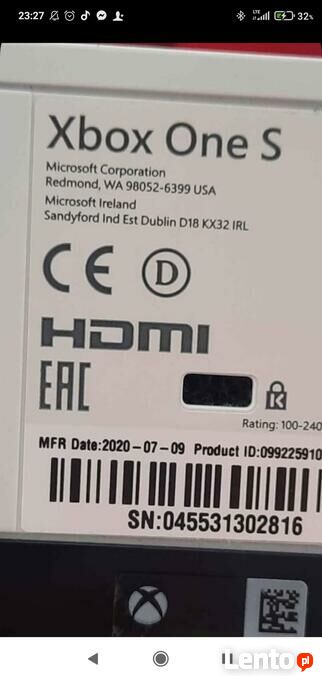 23:27
LTE
32%
Xbox One S
Microsoft Corporation
Redmond, WA 98052-6399 USA
Microsoft Ireland
Sandyford Ind Est Dublin D18 KX32 IRL
CE D
HDMI
EAC
K
Rating: 100-240
MFR Date:2020-07-09 Product ID:099225910
SN:045531302816
Lento pl